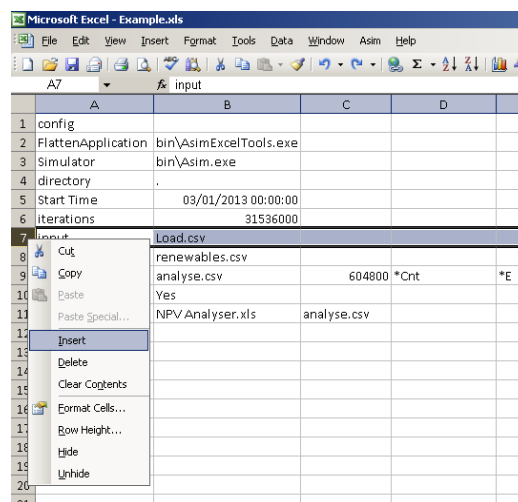 Microsoft Excel - Example.xls
File Edit View Insert Format Tools Data Window Asim Help
A7 fx input
A B C D
1 config
2 FlattenApplication bin\AsimExcelTools.exe
3 Simulator bin\Asim.exe
4 directory .
5 Start Time 03/01/2013 00:00:00
6 iterations 31536000
7 input Load.csv
8 renewables.csv
9 analyse.csv 604800 *Cnt *E
10 Yes
11 NPV Analyser.xls analyse.csv
12
13
14
15
16
17
18
19
20
Cut
Copy
Paste
Paste Special...
Insert
Delete
Clear Contents
Format Cells...
Row Height...
Hide
Unhide